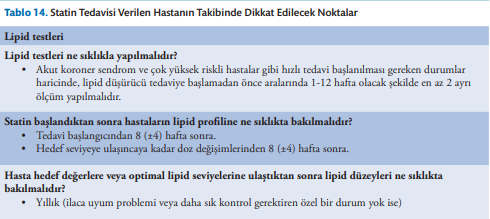 Tablo 14. Statin Tedavisi Verilen Hastanın Takibinde Dikkat Edilecek Noktalar
Lipid testleri
Lipid testleri ne sıklıkla yapılmalıdır?
• Akut koroner sendrom ve çok yüksek riskli hastalar gibi hızlı tedavi başlanılması gereken durumlar
haricinde, lipid düşürücü tedaviye başlamadan önce aralarında 1-12 hafta olacak şekilde en az 2 ayrı
ölçüm yapılmalıdır.
Statin başlandıktan sonra hastaların lipid profiline ne sıklıkta bakılmalıdır?
• Tedavi başlangıcından 8 (±4) hafta sonra.
• Hedef seviyeye ulaşıncaya kadar doz değişimlerinden 8 (±4) hafta sonra.
Hasta hedef değerlere veya optimal lipid seviyelerine ulaştıktan sonra lipid düzeyleri ne sıklıkta
bakılmalıdır?
• Yıllık (ilaca uyum problemi veya daha sık kontrol gerektiren özel bir durum yok ise)